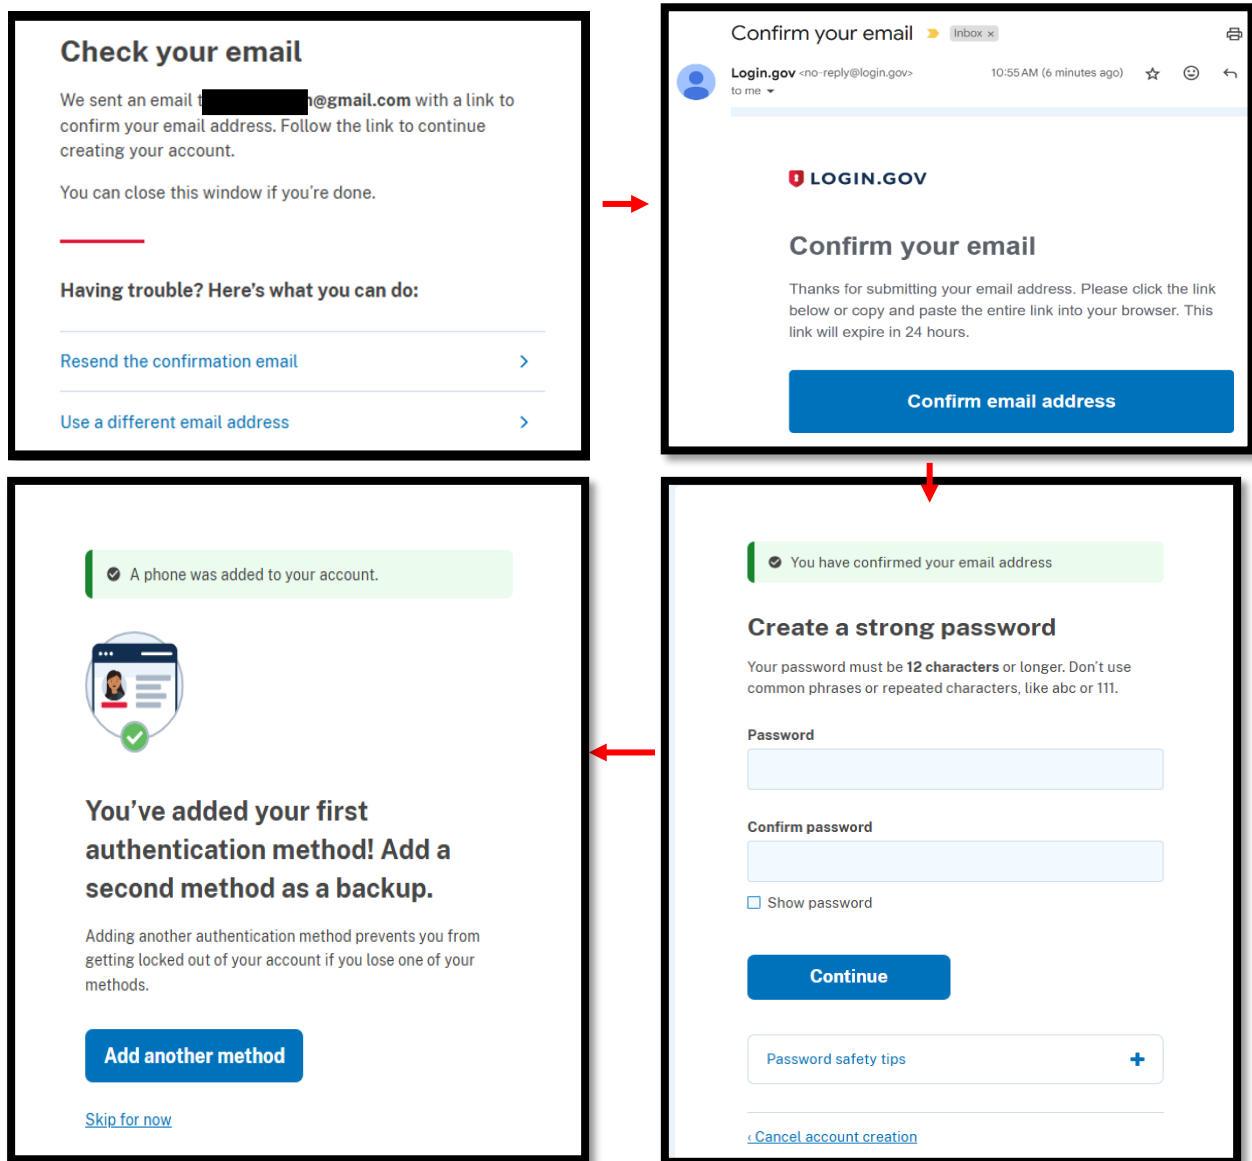 Check your email
We sent an email t n@gmail.com with a link to
confirm your email address. Follow the link to continue
creating your account.
You can close this window if you’re done.
Having trouble? Here’s what you can do:
Resend the confirmation email
Use a different email address
Confirm your email Inbox ×
Login.gov <no-reply@login.gov> 10:55 AM (6 minutes ago)
to me
LOGIN.GOV
Confirm your email
Thanks for submitting your email address. Please click the link
below or copy and paste the entire link into your browser. This
link will expire in 24 hours.
Confirm email address
You have confirmed your email address
Create a strong password
Your password must be 12 characters or longer. Don’t use
common phrases or repeated characters, like abc or 111.
Password
Confirm password
Show password
Continue
Password safety tips
‹ Cancel account creation
A phone was added to your account.
You’ve added your first
authentication method! Add a
second method as a backup.
Adding another authentication method prevents you from
getting locked out of your account if you lose one of your
methods.
Add another method
Skip for now